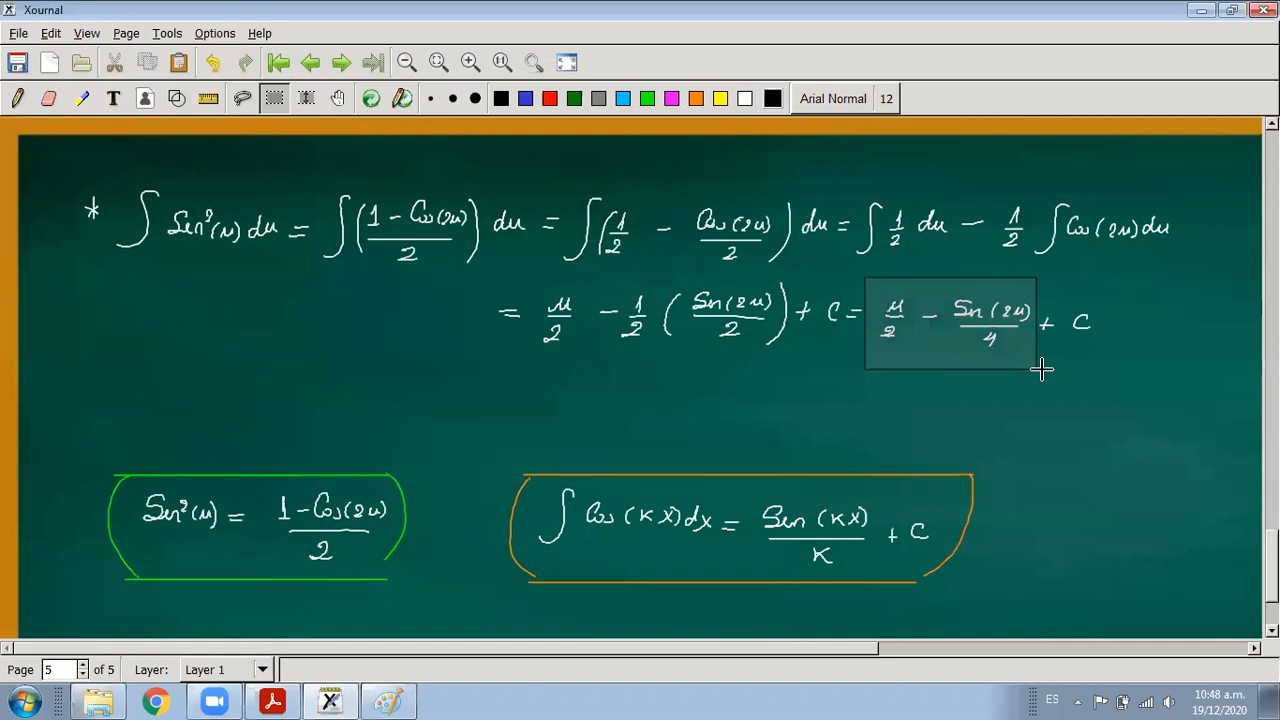 Xournal
File Edit View Page Tools Options Help
Arial Normal 12
* ∫ Sen²(u) du = ∫ (1 - Cos(2u) / 2) du = ∫ (1/2 - Cos(2u)/2) du = ∫ 1/2 du - 1/2 ∫ Cos(2u) du
= u/2 - 1/2 (Sen(2u)/2) + C = u/2 - Sen(2u)/4 + C
Sen²(u) = 1 - Cos(2u) / 2
∫ Cos(Kx)dx = Sen(Kx)/K + C
Page 5 of 5 Layer: Layer 1
ES 10:48 a.m.
19/12/2020